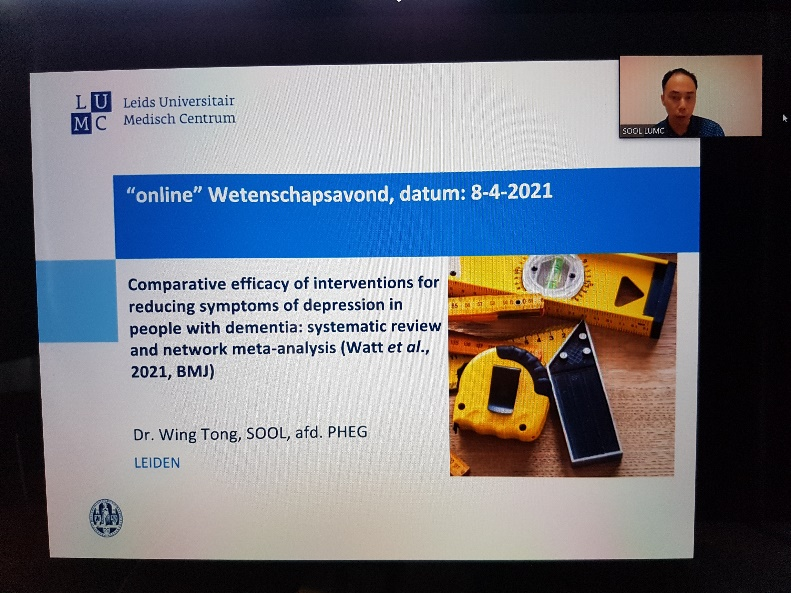 L U
M C
Leids Universitair
Medisch Centrum
SOOL LUMC
“online” Wetenschapsavond, datum: 8-4-2021
Comparative efficacy of interventions for
reducing symptoms of depression in
people with dementia: systematic review
and network meta-analysis (Watt et al.,
2021, BMJ)
Dr. Wing Tong, SOOL, afd. PHEG
LEIDEN